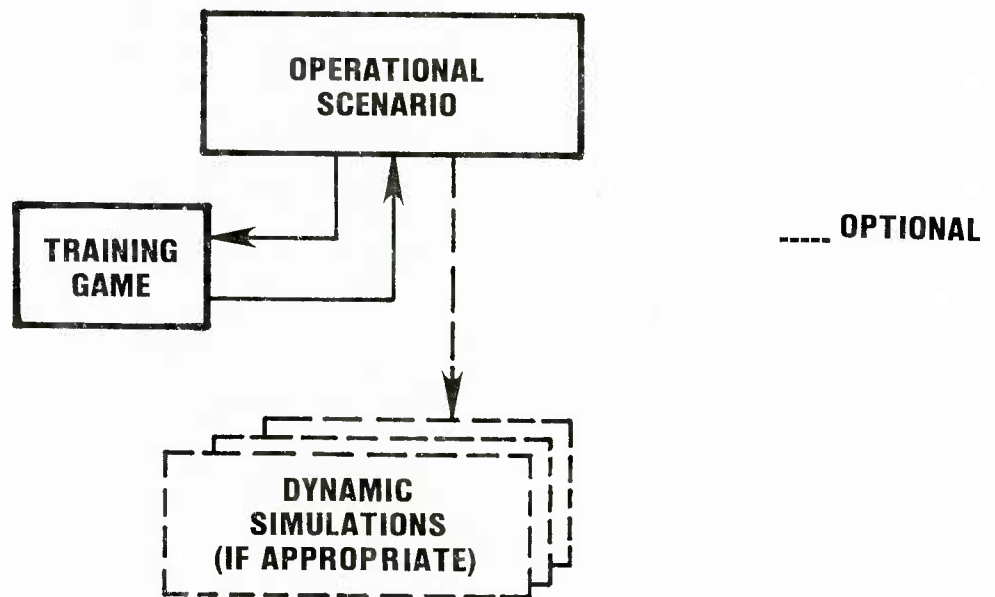 OPERATIONAL
SCENARIO
TRAINING
GAME
OPTIONAL
DYNAMIC
SIMULATIONS
(IF APPROPRIATE)